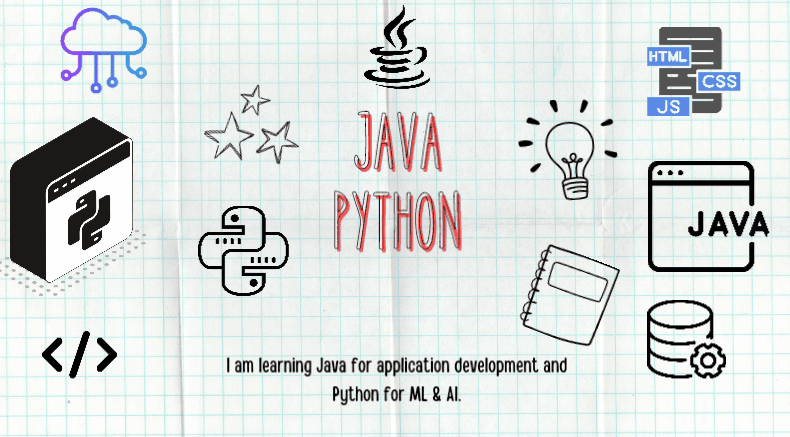 HTML
CSS
JS
JAVA
PYTHON
JAVA
</>
I am learning Java for application development and
Python for ML & AI.